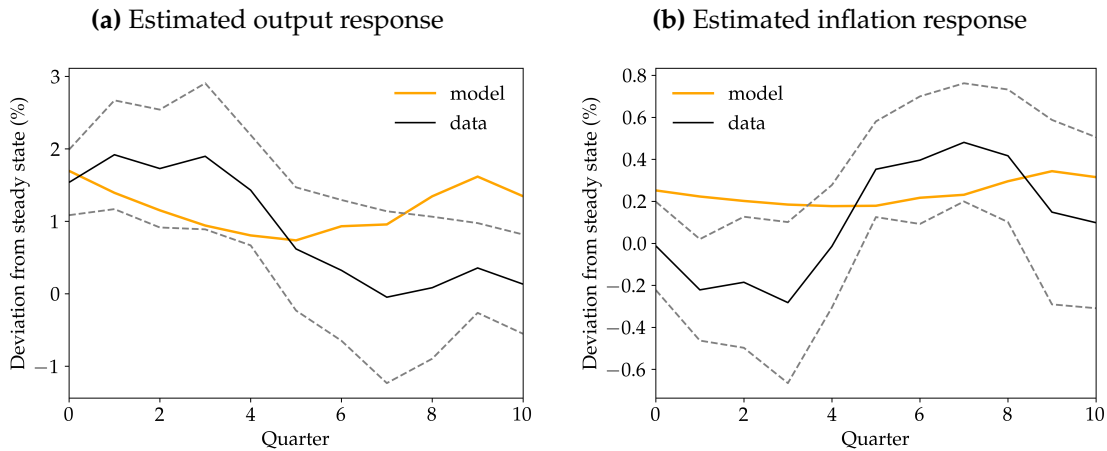 (a) Estimated output response
Deviation from steady state (%)
3
2
1
0
−1
model
data
0 2 4 6 8 10
Quarter
(b) Estimated inflation response
Deviation from steady state (%)
0.8
0.6
0.4
0.2
0.0
−0.2
−0.4
−0.6
model
data
0 2 4 6 8 10
Quarter